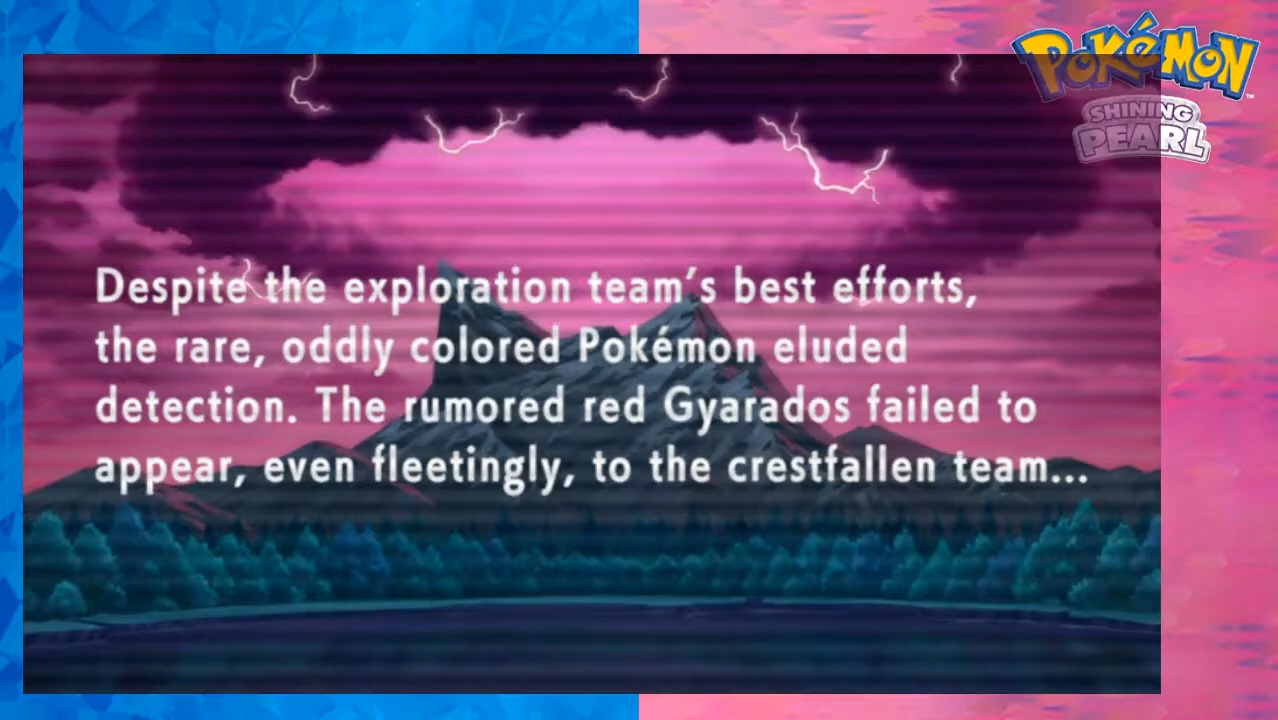 POKéMON
SHINING
PEARL
Despite the exploration team's best efforts,
the rare, oddly colored Pokémon eluded
detection. The rumored red Gyarados failed to
appear, even fleetingly, to the crestfallen team...